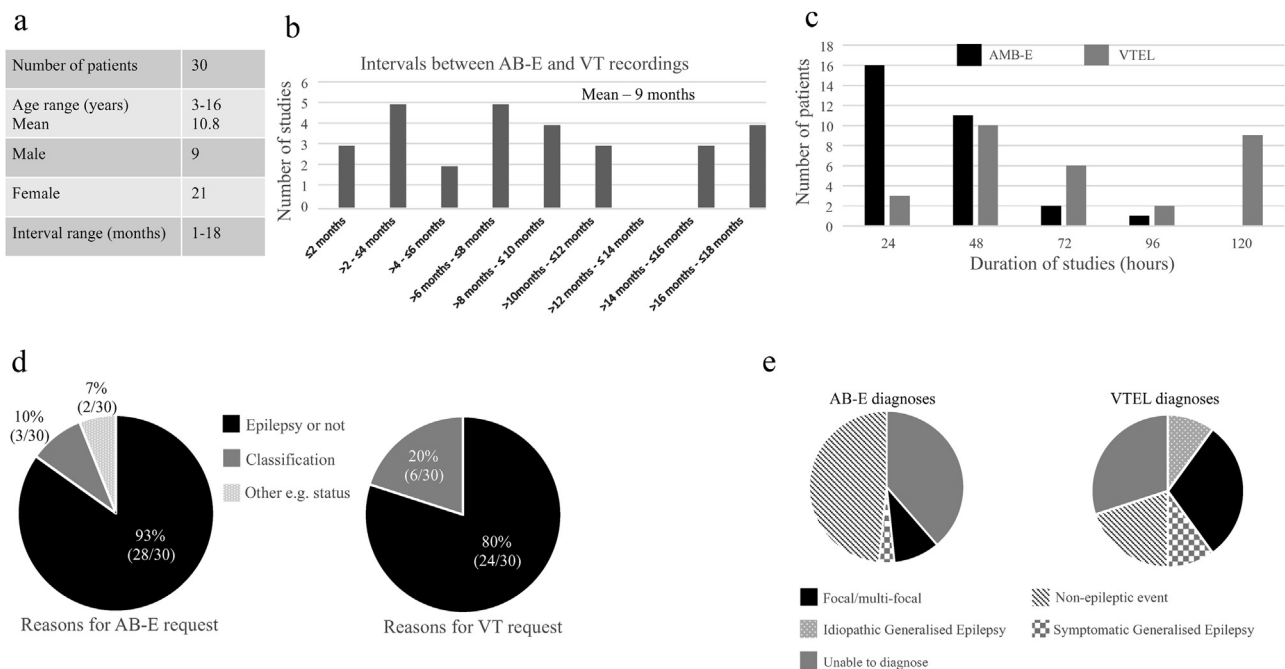 a
Number of patients 30
Age range (years) 3-16
Mean 10.8
Male 9
Female 21
Interval range (months) 1-18
b
Intervals between AB-E and VT recordings
Mean – 9 months
Number of studies
6
5
4
3
2
1
0
≤2 months
>2 - ≤4 months
>4 - ≤6 months
>6 months - ≤8 months
>8 months - ≤ 10 months
>10months - ≤12 months
>12 months - ≤ 14 months
>14 months - ≤16 months
>16 months - ≤18 months
c
AMB-E VTEL
Number of patients
18
16
14
12
10
8
6
4
2
0
24 48 72 96 120
Duration of studies (hours)
d
7%
(2/30)
10%
(3/30)
93%
(28/30)
Reasons for AB-E request
Epilepsy or not
Classification
Other e.g. status
20%
(6/30)
80%
(24/30)
Reasons for VT request
e
AB-E diagnoses
VTEL diagnoses
Focal/multi-focal
Non-epileptic event
Idiopathic Generalised Epilepsy
Symptomatic Generalised Epilepsy
Unable to diagnose